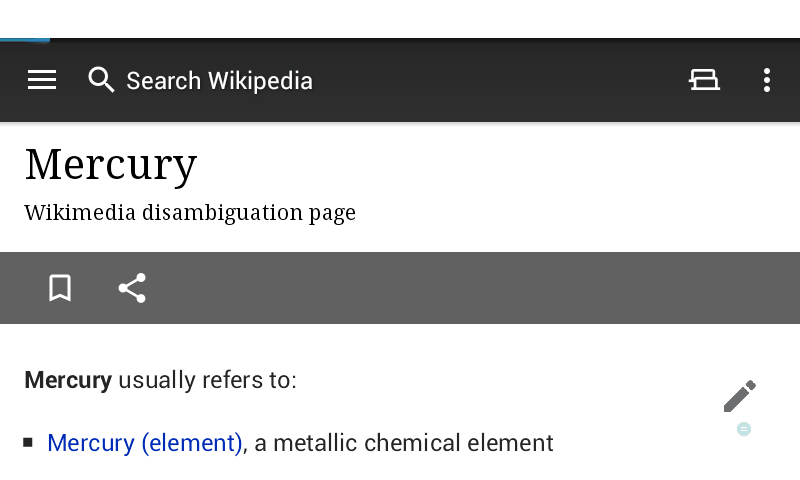 Search Wikipedia
Mercury
Wikimedia disambiguation page
Mercury usually refers to:
▪ Mercury (element), a metallic chemical element